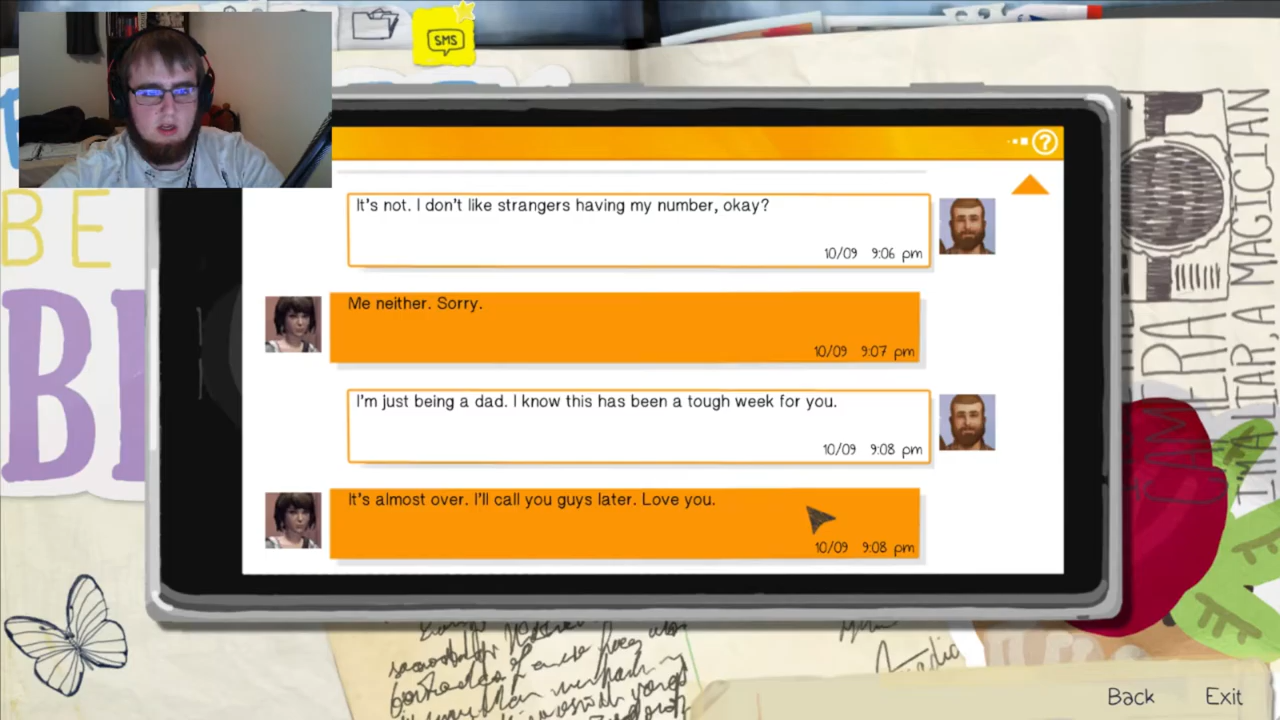 SMS
?
It's not. I don't like strangers having my number, okay?
10/09 9:06 pm
Me neither. Sorry.
10/09 9:07 pm
I'm just being a dad. I know this has been a tough week for you.
10/09 9:08 pm
It's almost over. I'll call you guys later. Love you.
10/09 9:08 pm
BE
CAMERA
I'M A LIAR, A MAGICIAN
Back
Exit